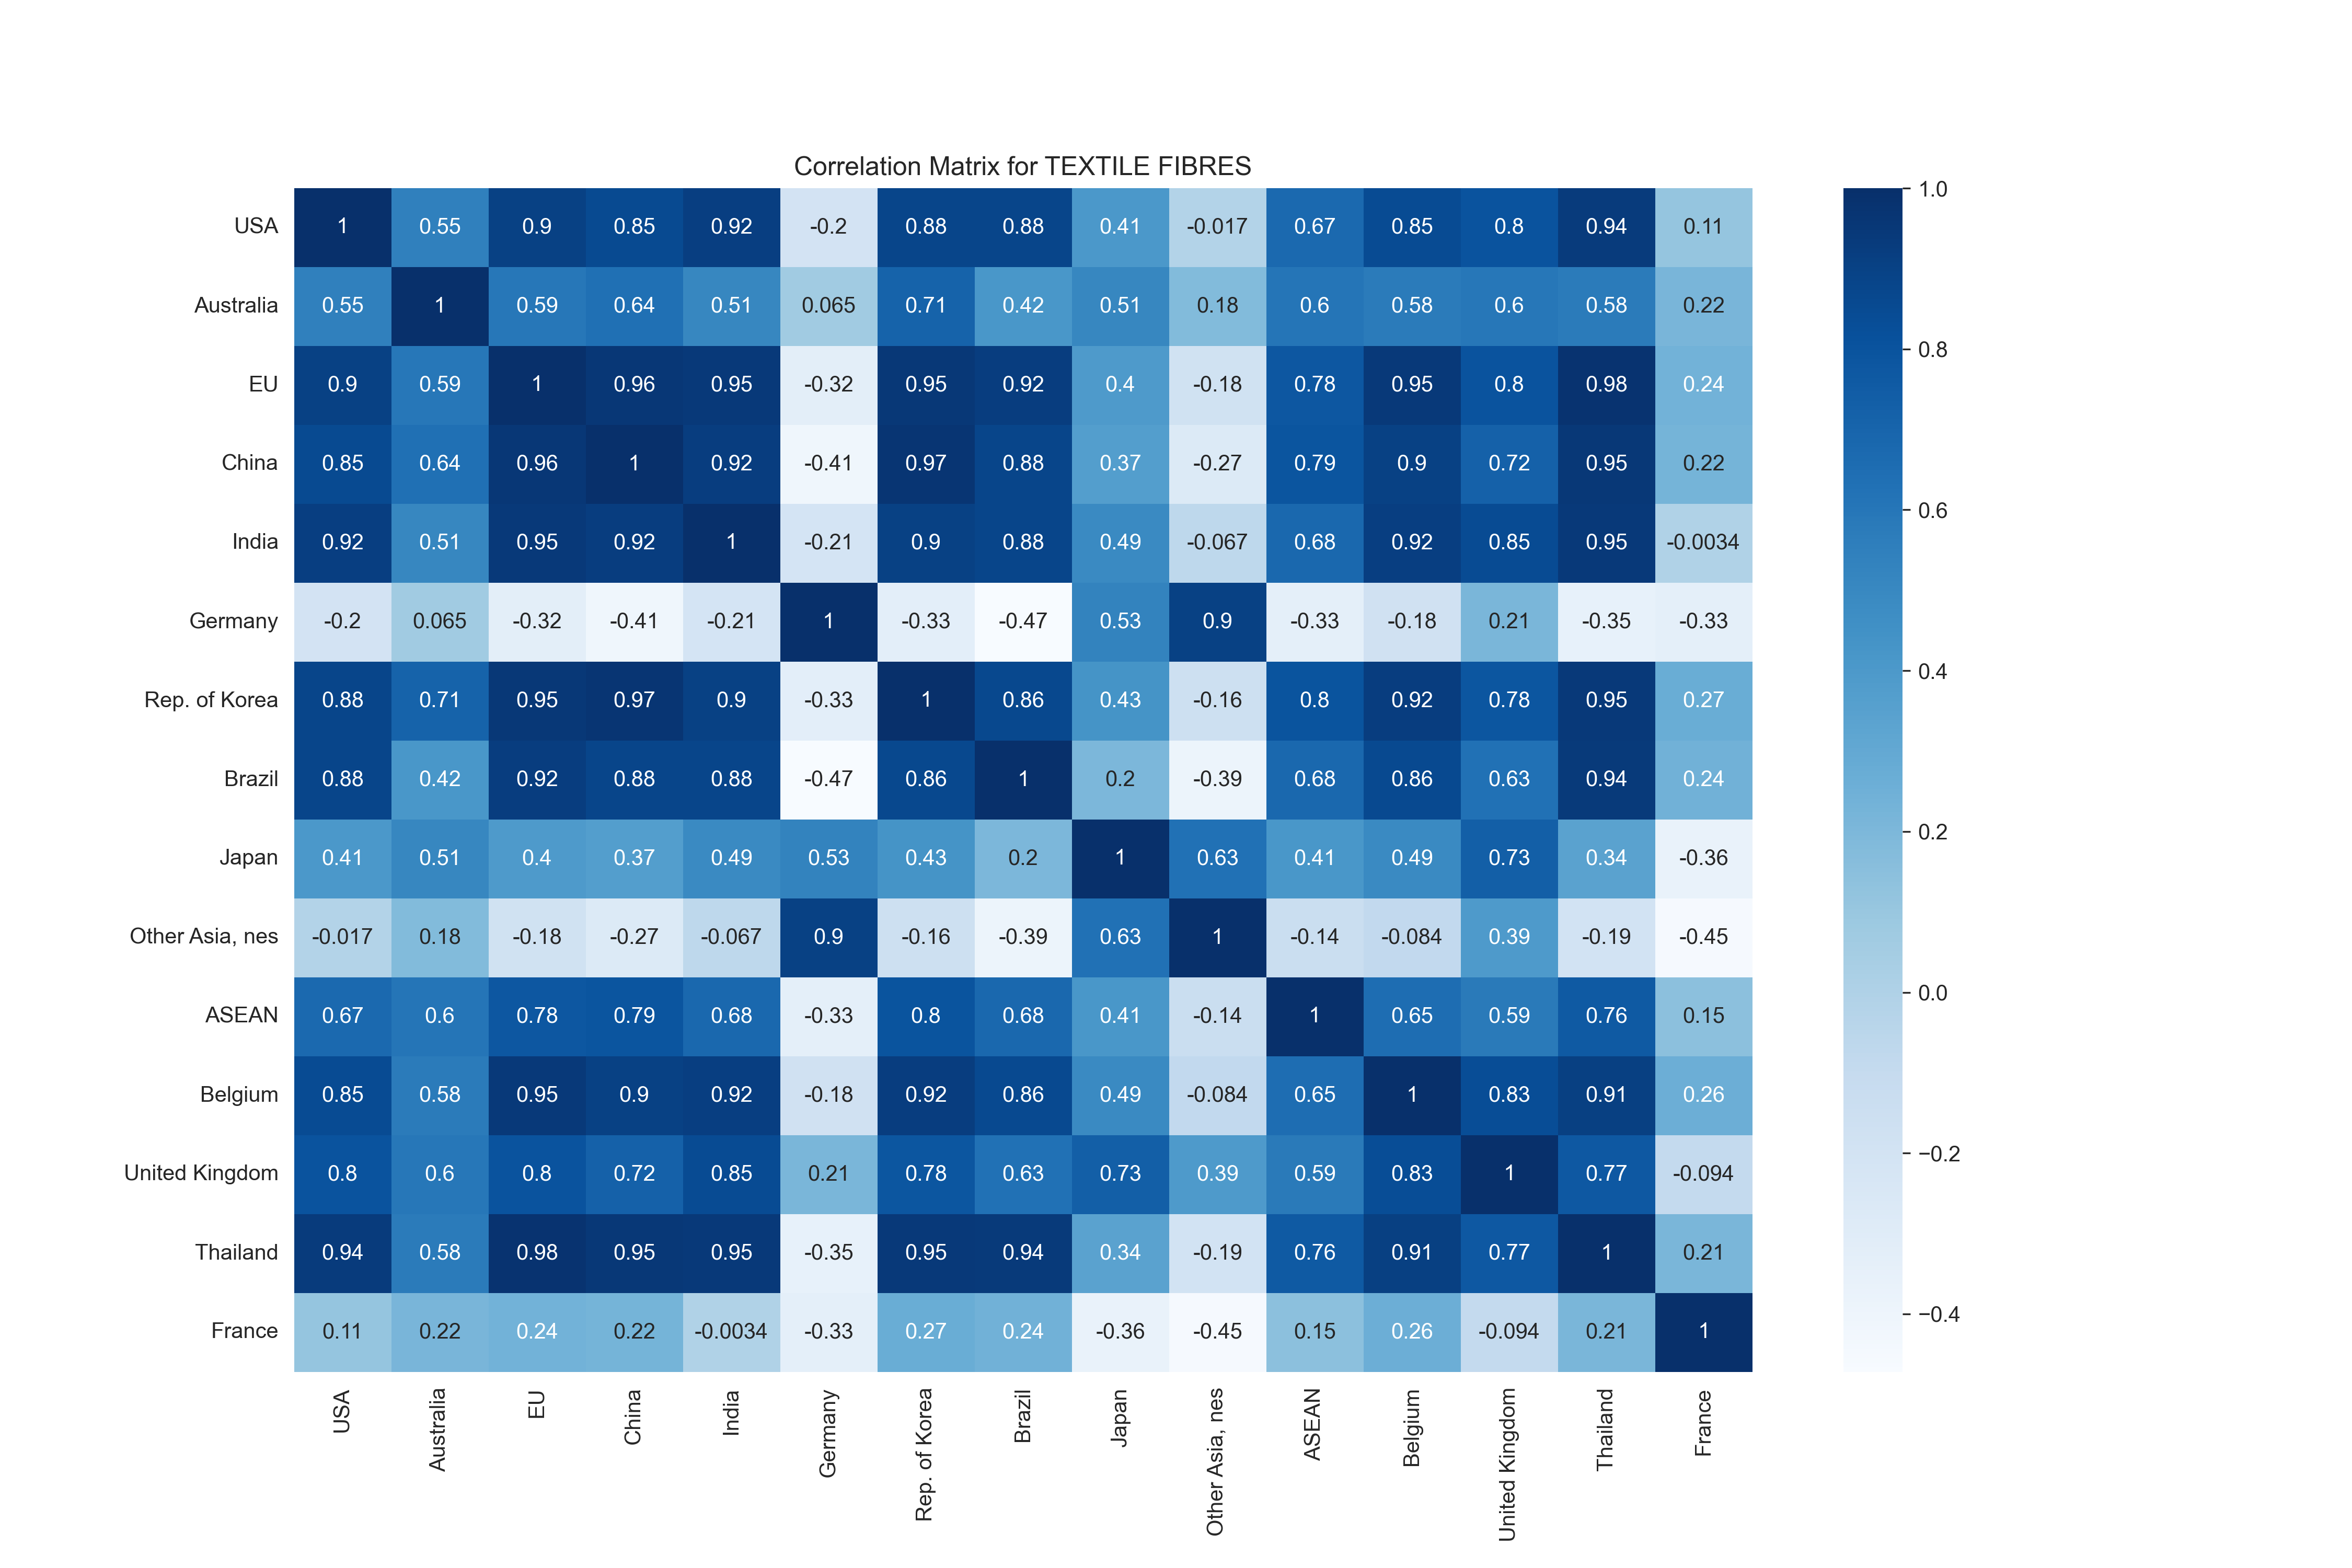 Correlation Matrix for TEXTILE FIBRES
USA 1 0.55 0.9 0.85 0.92 -0.2 0.88 0.88 0.41 -0.017 0.67 0.85 0.8 0.94 0.11
Australia 0.55 1 0.59 0.64 0.51 0.065 0.71 0.42 0.51 0.18 0.6 0.58 0.6 0.58 0.22
EU 0.9 0.59 1 0.96 0.95 -0.32 0.95 0.92 0.4 -0.18 0.78 0.95 0.8 0.98 0.24
China 0.85 0.64 0.96 1 0.92 -0.41 0.97 0.88 0.37 -0.27 0.79 0.9 0.72 0.95 0.22
India 0.92 0.51 0.95 0.92 1 -0.21 0.9 0.88 0.49 -0.067 0.68 0.92 0.85 0.95 -0.0034
Germany -0.2 0.065 -0.32 -0.41 -0.21 1 -0.33 -0.47 0.53 0.9 -0.33 -0.18 0.21 -0.35 -0.33
Rep. of Korea 0.88 0.71 0.95 0.97 0.9 -0.33 1 0.86 0.43 -0.16 0.8 0.92 0.78 0.95 0.27
Brazil 0.88 0.42 0.92 0.88 0.88 -0.47 0.86 1 0.2 -0.39 0.68 0.86 0.63 0.94 0.24
Japan 0.41 0.51 0.4 0.37 0.49 0.53 0.43 0.2 1 0.63 0.41 0.49 0.73 0.34 -0.36
Other Asia, nes -0.017 0.18 -0.18 -0.27 -0.067 0.9 -0.16 -0.39 0.63 1 -0.14 -0.084 0.39 -0.19 -0.45
ASEAN 0.67 0.6 0.78 0.79 0.68 -0.33 0.8 0.68 0.41 -0.14 1 0.65 0.59 0.76 0.15
Belgium 0.85 0.58 0.95 0.9 0.92 -0.18 0.92 0.86 0.49 -0.084 0.65 1 0.83 0.91 0.26
United Kingdom 0.8 0.6 0.8 0.72 0.85 0.21 0.78 0.63 0.73 0.39 0.59 0.83 1 0.77 -0.094
Thailand 0.94 0.58 0.98 0.95 0.95 -0.35 0.95 0.94 0.34 -0.19 0.76 0.91 0.77 1 0.21
France 0.11 0.22 0.24 0.22 -0.0034 -0.33 0.27 0.24 -0.36 -0.45 0.15 0.26 -0.094 0.21 1
USA Australia EU China India Germany Rep. of Korea Brazil Japan Other Asia, nes ASEAN Belgium United Kingdom Thailand France
1.0
0.8
0.6
0.4
0.2
0.0
−0.2
−0.4